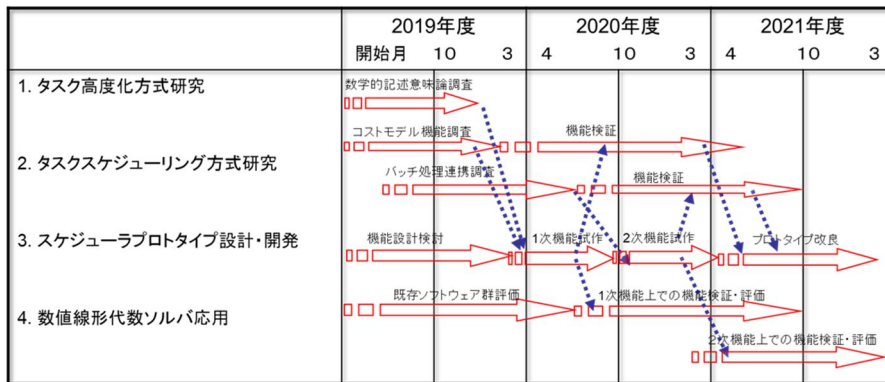 2019年度 2020年度 2021年度
開始月 10 3 4 10 3 4 10 3
1. タスク高度化方式研究
数学的記述意味論調査
コストモデル機能調査 機能検証
2. タスクスケジューリング方式研究
バッチ処理連携調査 機能検証
3. スケジューラプロトタイプ設計・開発
機能設計検討 1次機能試作 2次機能試作 プロトタイプ改良
既存ソフトウェア群評価 1次機能上での機能検証・評価
4. 数値線形代数ソルバ応用
2次機能上での機能検証・評価